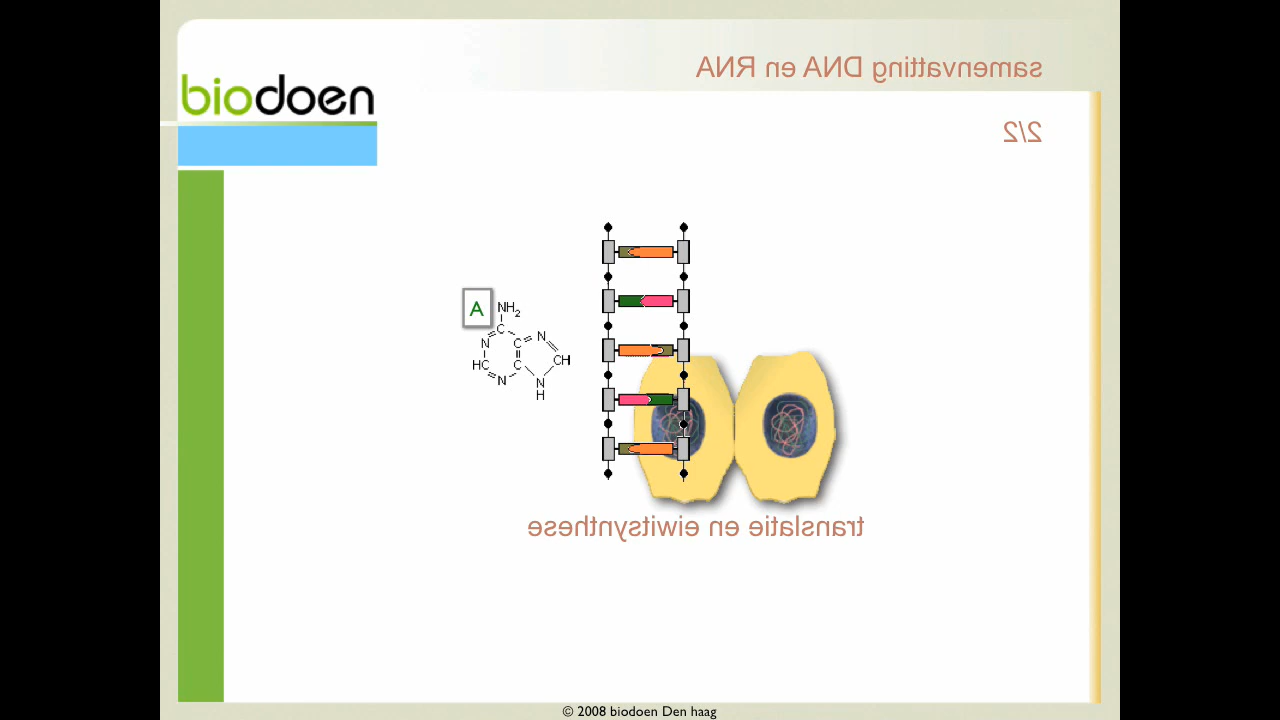 samenvatting DNA en RNA
biodoen
2/2
A
NH2
C
N
N
C
HC
CH
C
N
N
H
translatie en eiwitsynthese
© 2008 biodoen Den haag